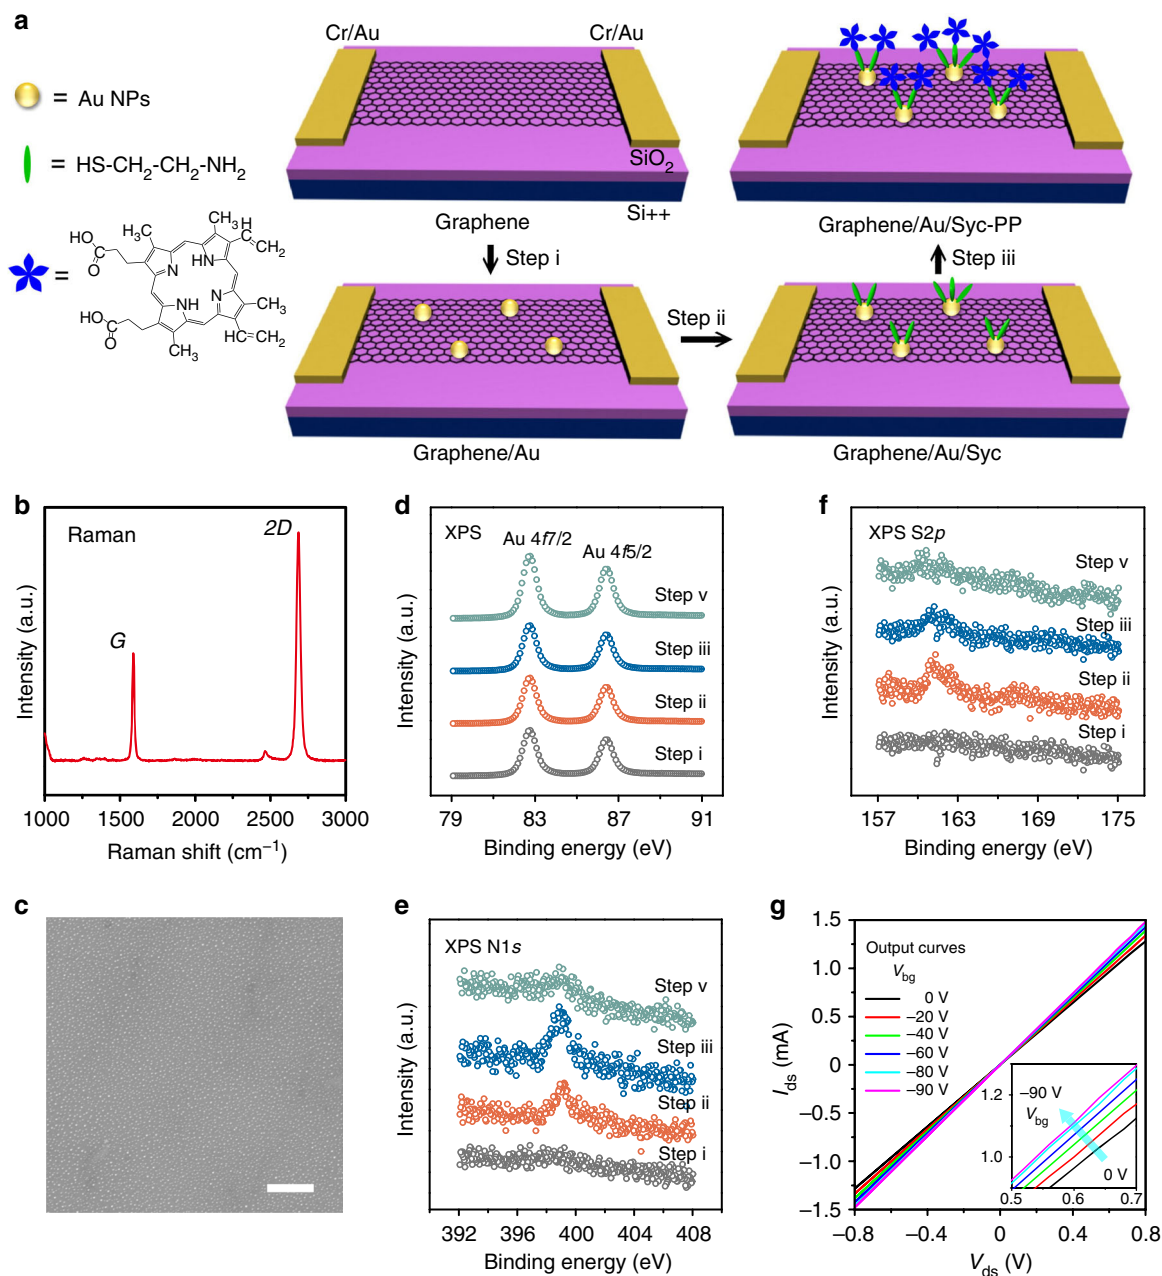 a
Cr/Au
Cr/Au
= Au NPs
= HS-CH₂-CH₂-NH₂
SiO₂
Si++
Graphene
Graphene/Au/Syc-PP
Step i
Step iii
=
HO
C
O
H₃C
CH₃
H
C
CH₂
N
HN
NH
N
CH₃
HO
C
O
CH₃
HC
CH₂
Step ii
Graphene/Au
Graphene/Au/Syc
b
Raman
G
2D
Intensity (a.u.)
1000 1500 2000 2500 3000
Raman shift (cm⁻¹)
d
XPS
Au 4f7/2
Au 4f5/2
Step v
Step iii
Step ii
Step i
Intensity (a.u.)
79 83 87 91
Binding energy (eV)
f
XPS S2p
Step v
Step iii
Step ii
Step i
Intensity (a.u.)
157 163 169 175
Binding energy (eV)
c
e
XPS N1s
Step v
Step iii
Step ii
Step i
Intensity (a.u.)
392 396 400 404 408
Binding energy (eV)
g
Output curves
V_bg
0 V
−20 V
−40 V
−60 V
−80 V
−90 V
I_ds (mA)
1.5
1.0
0.5
0
−0.5
−1.0
−1.5
−0.8 −0.4 0 0.4 0.8
V_ds (V)
1.2
1.0
−90 V
V_bg
0 V
0.5 0.6 0.7